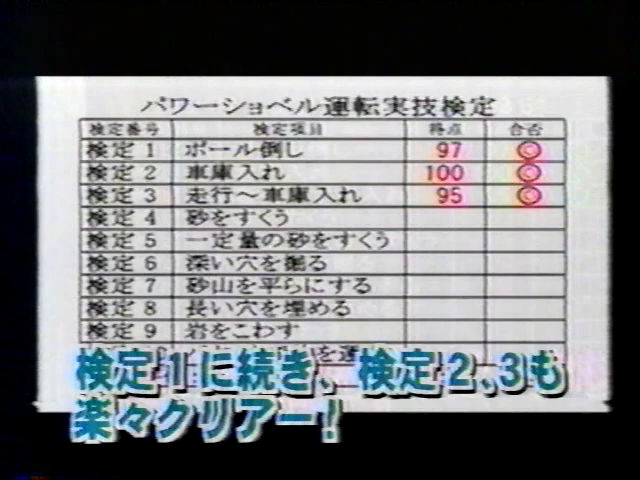 パワーショベル運転実技検定
検定番号 検定項目 得点 合否
検定 1 ポール倒し 97 ◎
検定 2 車庫入れ 100 ◎
検定 3 走行～車庫入れ 95 ◎
検定 4 砂をすくう
検定 5 一定量の砂をすくう
検定 6 深い穴を掘る
検定 7 砂山を平らにする
検定 8 長い穴を埋める
検定 9 岩をこわす
検定1に続き、検定2、3も
楽々クリアー!